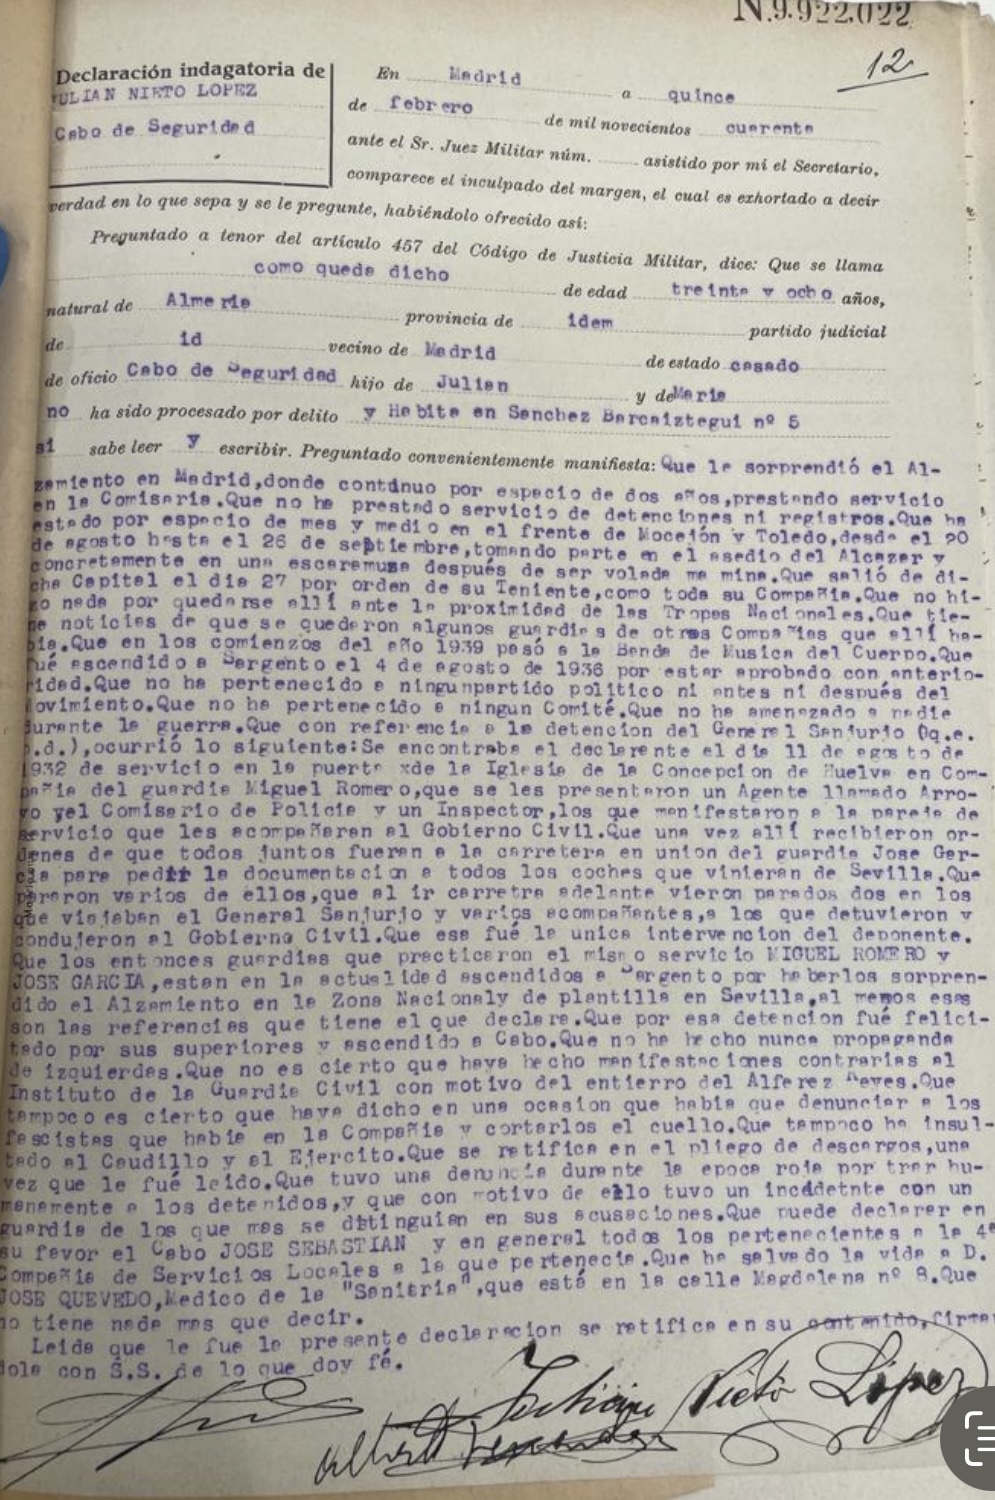 N.9.922.022
12
Declaración indagatoria de
JULIAN NIETO LOPEZ
Cabo de Seguridad
En Madrid a quince
de febrero de mil novecientos cuarenta
ante el Sr. Juez Militar núm. asistido por mí el Secretario,
comparece el inculpado del margen, el cual es exhortado a decir
verdad en lo que sepa y se le pregunte, habiéndolo ofrecido así:
Preguntado a tenor del artículo 457 del Código de Justicia Militar, dice: Que se llama
como queda dicho de edad treinta y ocho años,
natural de Almeria provincia de idem partido judicial
de id vecino de Madrid de estado casado
de oficio Cabo de Seguridad hijo de Julian y de Maria
no ha sido procesado por delito y Habita en Sanchez Barcaiztegui nº 5
si sabe leer y escribir. Preguntado convenientemente manifiesta: Que le sorprendió el Al-
zamiento en Madrid,donde contínuo por espacio de dos años,prestando servicio
en la Comisaria.Que no ha prestado servicio de detenciones ni registros.Que ha
estado por espacio de mes y medio en el frente de Mocejón y Toledo,desde el 20
de agosto hasta el 26 de septiembre,tomando parte en el asedio del Alcazar y
concretamente en una escaramuza después de ser volada ma mina.Que salió de di-
cha Capital el dia 27 por orden de su Teniente,como toda su Compañia.Que no hi-
zo nada por quedarse allí ante la proximidad de las Tropas Nacionales.Que tie-
ne noticias de que se quedaron algunos guardias de otras Compañias que allí ha-
bia.Que en los comienzos del año 1939 pasó a la Banda de Musica del Cuerpo.Que
fué ascendido a Sargento el 4 de agosto de 1936 por estar aprobado con anterio-
ridad.Que no ha pertenecido a ningunpartido politico ni antes ni después del
Movimiento.Que no ha pertenecido a ningun Comité.Que no ha amenazado a nadie
durante la guerra.Que con referencia a la detencion del General Sanjurjo (q.e.
p.d.),ocurrió lo siguiente:Se encontraba el declarante el dia 11 de agosto de
1932 de servicio en la puerta xde la Iglesia de la Concepcion de Huelva en Com-
pañia del guardia Miguel Romero,que se les presentaron un Agente llamado Arro-
yo yel Comisario de Policia y un Inspector,los que manifestaron a la pareja de
servicio que les acompañaran al Gobierno Civil.Que una vez allí recibieron or-
denes de que todos juntos fueran a la carretera en union del guardia Jose Gar-
cia para pedir la documentacion a todos los coches que vinieran de Sevilla.Que
pararon varios de ellos,que al ir carretra adelante vieron parados dos en los
que viajaban el General Sanjurjo y varios acompañantes,a los que detuvieron y
condujeron al Gobierno Civil.Que esa fué la unica intervencion del deponente.
Que los entonces guardias que practicaron el mismo servicio MIGUEL ROMERO y
JOSE GARCIA,estan en la actualidad ascendidos a Sargento por haberlos sorpren-
dido el Alzamiento en la Zona Nacionaly de plantilla en Sevilla,al menos esas
son las referencias que tiene el que declara.Que por esa detencion fué felici-
tado por sus superiores y ascendido a Cabo.Que no ha hecho nunca propaganda
de izquierdas.Que no es cierto que haya hecho manifestaciones contrarias al
Instituto de la Guardia Civil con motivo del entierro del Alferez Reyes.Que
tampoco es cierto que haya dicho en una ocasion que habia que denunciar a los
fascistas que habia en la Compañia y cortarlos el cuello.Que tampoco ha insul-
tado al Caudillo y al Ejercito.Que se ratifica en el pliego de descargos,una
vez que le fué leido.Que tuvo una denuncia durante la epoca roja por trar hu-
manamente a los detenidos,y que con motivo de ello tuvo un incidetnte con un
guardia de los que mas se dstinguian en sus acusaciones.Que puede declarar en
su favor el Cabo JOSE SEBASTIAN y en general todos los pertenecientes a la 4ª
Compañia de Servicios Locales a la que pertenecia.Que ha salvado la vida a D.
JOSE QUEVEDO,Medico de la "Sanitria",que está en la calle Magdalena nº 8.Que
no tiene nada mas que decir.
Leida que le fue la presente declaracion se ratifica en su contenido,firman
dola con S.S. de lo que doy fé.
Julian Nieto López
Alberto